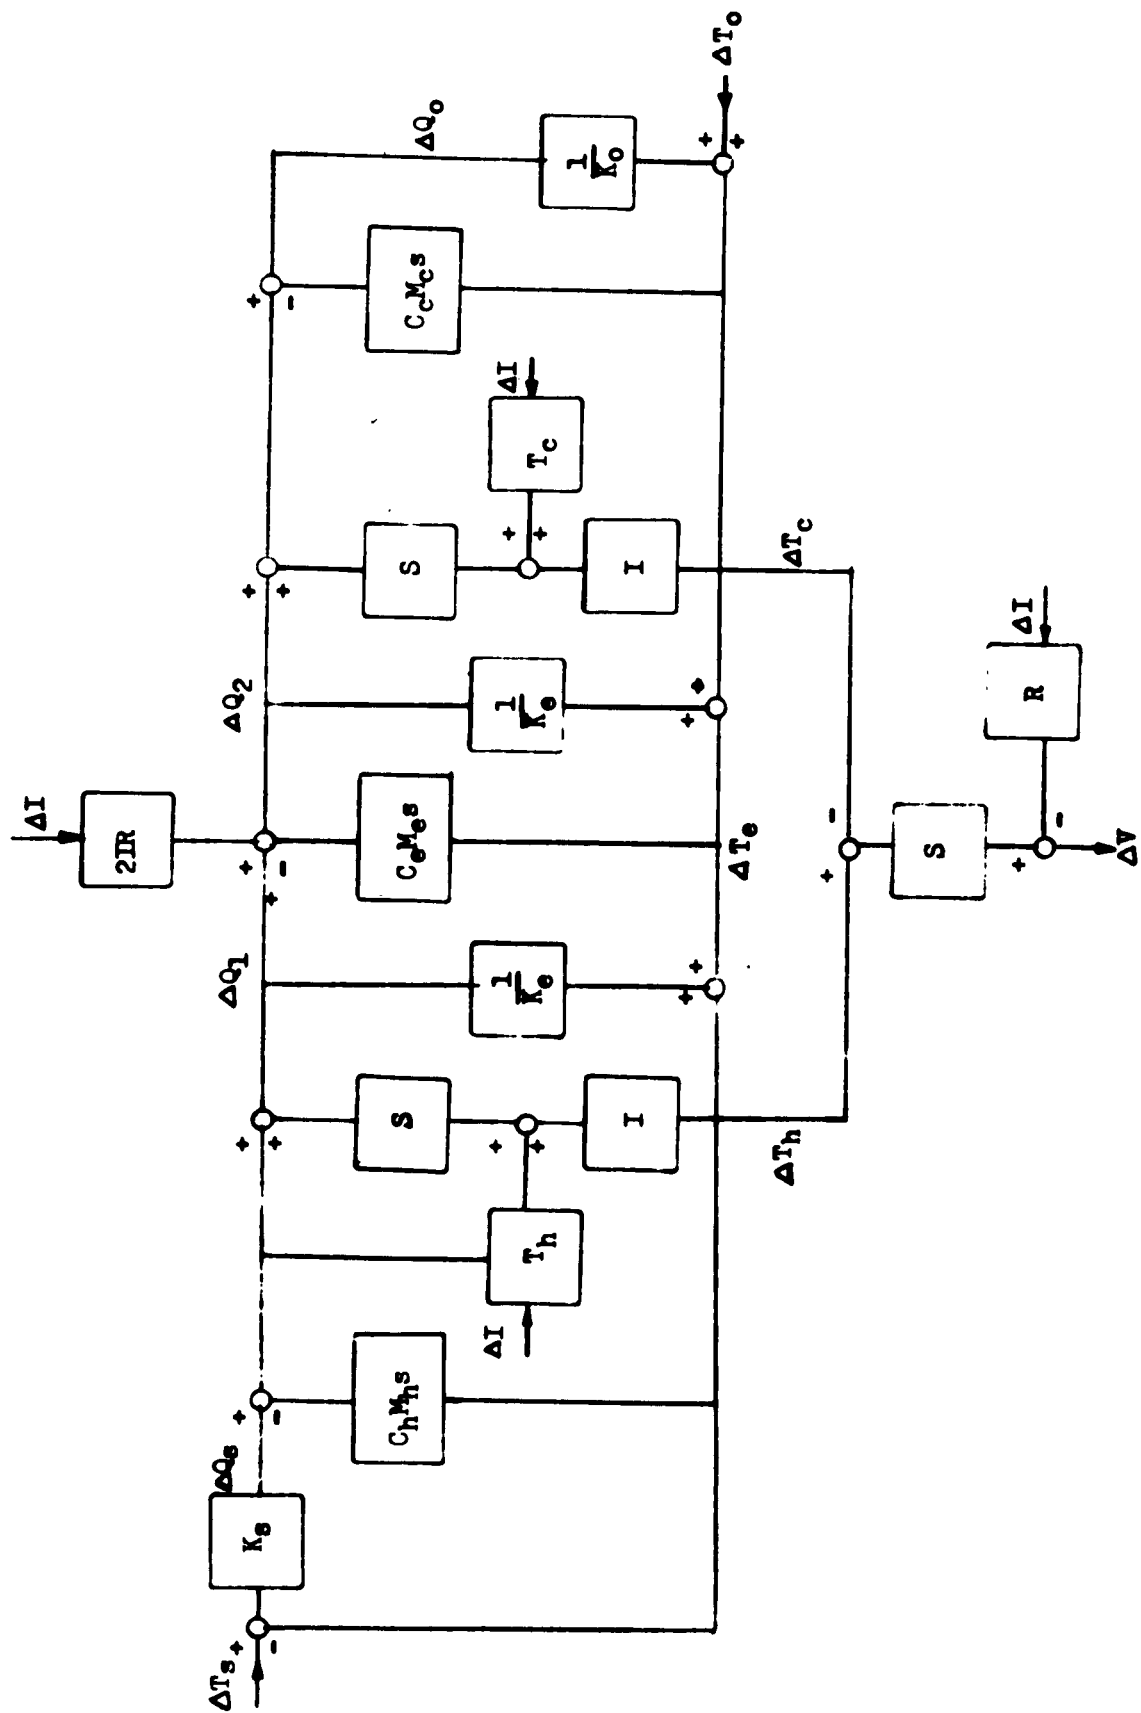 ΔTs
+
-
Ks
ΔQs
+
-
ChMhs
ΔI
Th
+
+
S
+
+
I
ΔTh
ΔQ1
1/Ke
+
+
ΔI
2IR
+
+
-
CeMes
ΔTe
ΔQ2
1/Ke
+
+
+
+
S
+
+
Tc
ΔI
I
ΔTc
+
-
CcMcs
ΔQo
1/Ko
+
+
ΔTo
+
-
S
+
-
R
ΔI
ΔV